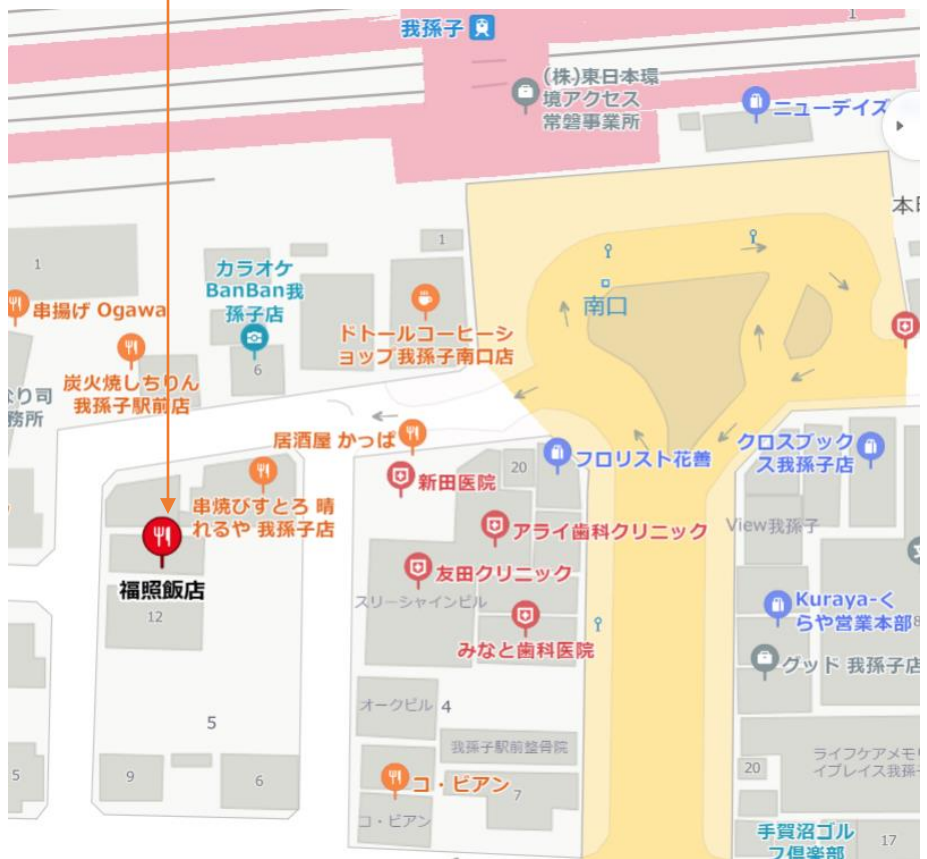 我孫子
1
(株)東日本環
境アクセス
常磐事業所
ニューデイズ
本
1
1
カラオケ
BanBan我
孫子店
南口
串揚げ Ogawa
ドトールコーヒーシ
ョップ我孫子南口店
6
炭火焼しちりん
我孫子駅前店
なり司
務所
居酒屋 かっぱ
新田医院
20
フロリスト花善
クロスブック
ス我孫子店
串焼びすとろ 晴
れるや 我孫子店
アライ歯科クリニック
View我孫子
友田クリニック
福照飯店
スリーシャインビル
12
みなと歯科医院
Kuraya-く
らや営業本部
8
グッド 我孫子店
オークビル
4
5
我孫子駅前整骨院
ライフケアメモリ
イプレイス我孫子
5
9
6
20
コ・ビアン
7
コ・ビアン
手賀沼ゴル
フ倶楽部
17